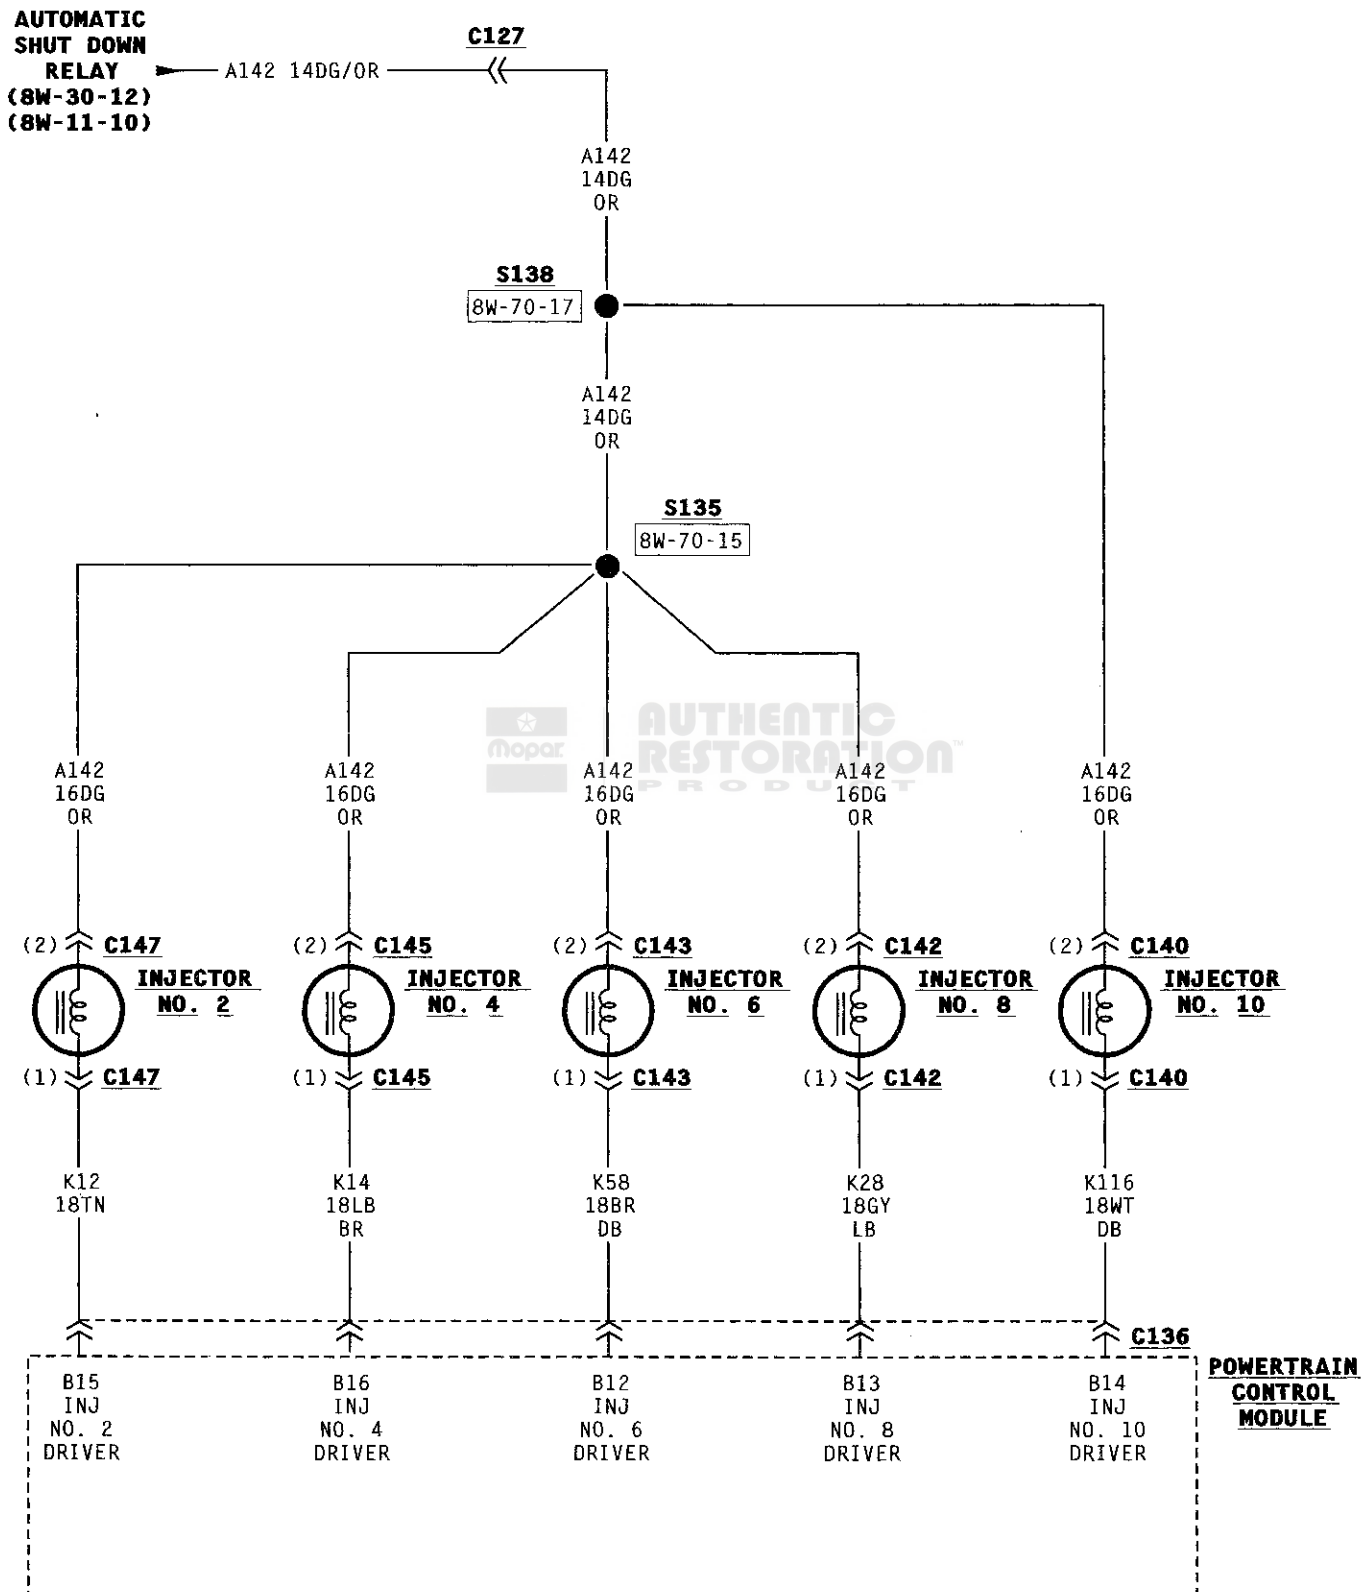 AUTOMATIC
SHUT DOWN
RELAY
(8W-30-12)
(8W-11-10)
A142 14DG/OR
C127
A142
14DG
OR
S138
8W-70-17
A142
14DG
OR
S135
8W-70-15
Mopar
AUTHENTIC
RESTORATION™
PRODUCT
A142
16DG
OR
A142
16DG
OR
A142
16DG
OR
A142
16DG
OR
A142
16DG
OR
(2) C147
(2) C145
(2) C143
(2) C142
(2) C140
INJECTOR
NO. 2
INJECTOR
NO. 4
INJECTOR
NO. 6
INJECTOR
NO. 8
INJECTOR
NO. 10
(1) C147
(1) C145
(1) C143
(1) C142
(1) C140
K12
18TN
K14
18LB
BR
K58
18BR
DB
K28
18GY
LB
K116
18WT
DB
C136
B15
INJ
NO. 2
DRIVER
B16
INJ
NO. 4
DRIVER
B12
INJ
NO. 6
DRIVER
B13
INJ
NO. 8
DRIVER
B14
INJ
NO. 10
DRIVER
POWERTRAIN
CONTROL
MODULE